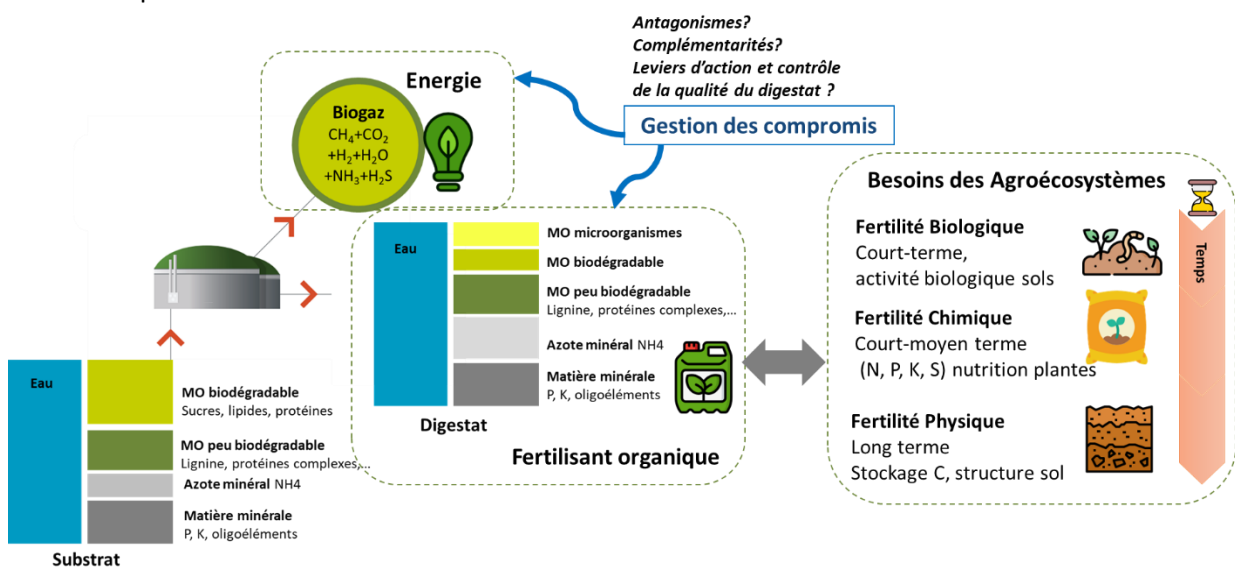 Antagonismes?
Complémentarités?
Leviers d'action et contrôle
de la qualité du digestat ?
Gestion des compromis
Energie
Biogaz
CH₄+CO₂
+H₂+H₂O
+NH₃+H₂S
Eau
MO microorganismes
MO biodégradable
MO peu biodégradable
Lignine, protéines complexes,...
Azote minéral NH4
Matière minérale
P, K, oligoéléments
Digestat
Fertilisant organique
Besoins des Agroécosystèmes
Fertilité Biologique
Court-terme,
activité biologique sols
Fertilité Chimique
Court-moyen terme
(N, P, K, S) nutrition plantes
Fertilité Physique
Long terme
Stockage C, structure sol
Temps
Eau
MO biodégradable
Sucres, lipides, protéines
MO peu biodégradable
Lignine, protéines complexes,...
Azote minéral NH4
Matière minérale
P, K, oligoéléments
Substrat